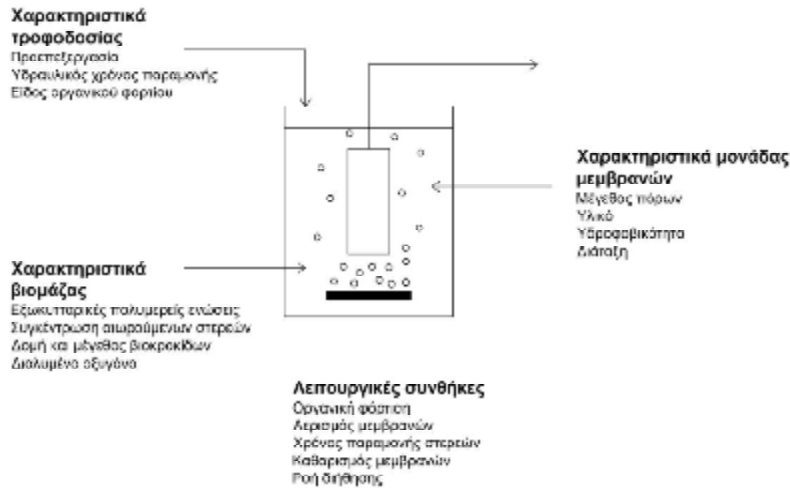 Χαρακτηριστικά
τροφοδοσίας
Προεπεξεργασία
Υδραυλικός χρόνος παραμονής
Είδος οργανικού φορτίου
Χαρακτηριστικά μονάδας
μεμβρανών
Μέγεθος πόρων
Υλικό
Υδροφοβικότητα
Διάταξη
Χαρακτηριστικά
βιομάζας
Εξωκυτταρικές πολυμερείς ενώσεις
Συγκέντρωση αιωρούμενων στερεών
Δομή και μέγεθος βιοκροκίδων
Διαλυμένο οξυγόνο
Λειτουργικές συνθήκες
Οργανική φόρτιση
Αερισμός μεμβρανών
Χρόνος παραμονής στερεών
Καθαρισμός μεμβρανών
Ροή διήθησης